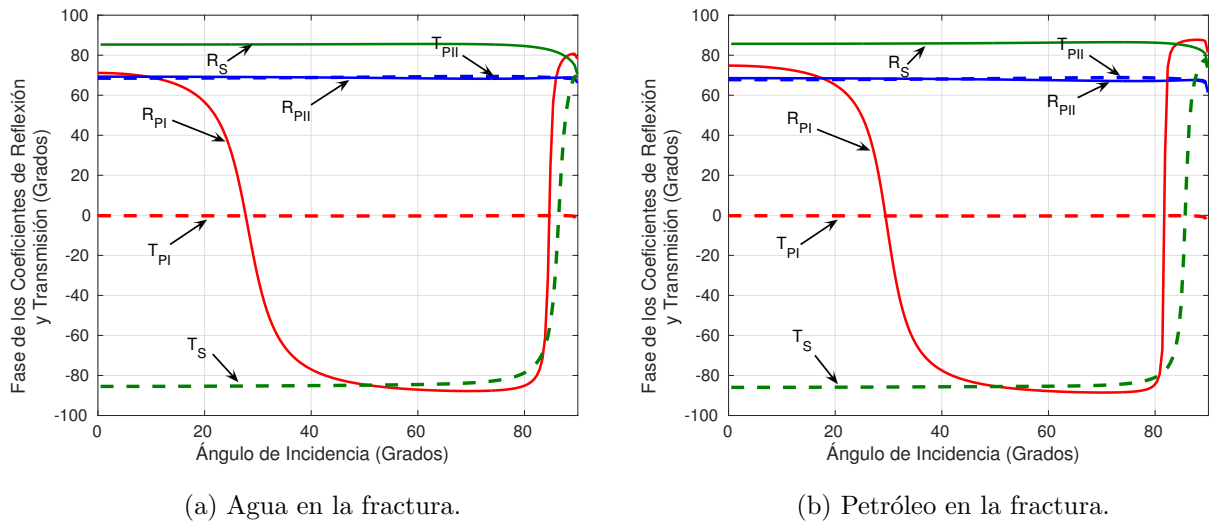 Fase de los Coeficientes de Reflexión
y Transmisión (Grados)
100
80
60
40
20
0
-20
-40
-60
-80
-100
R_S
T_PII
R_PI
R_PII
T_PI
T_S
0 20 40 60 80
Ángulo de Incidencia (Grados)
(a) Agua en la fractura.
Fase de los Coeficientes de Reflexión
y Transmisión (Grados)
100
80
60
40
20
0
-20
-40
-60
-80
-100
R_S
T_PII
R_PII
R_PI
T_PI
T_S
0 20 40 60 80
Ángulo de Incidencia (Grados)
(b) Petróleo en la fractura.